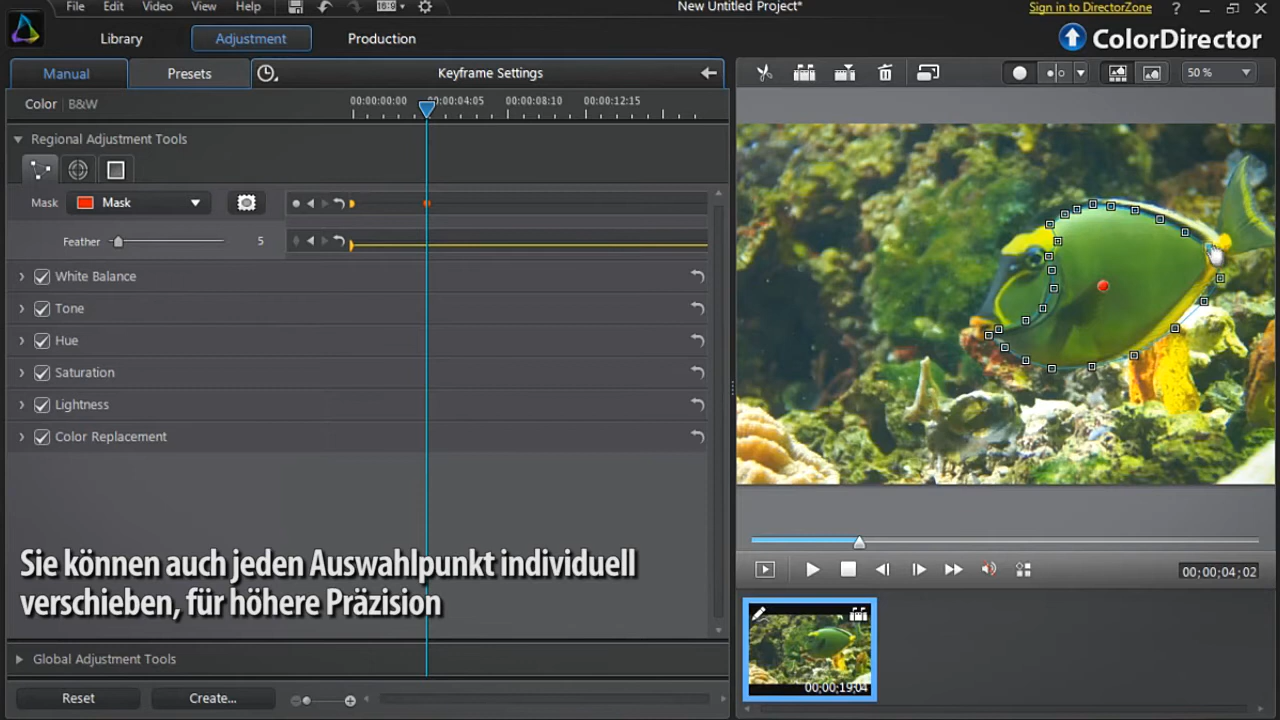 File Edit Video View Help 16:9 New Untitled Project* Sign in to DirectorZone ?
Library Adjustment Production ColorDirector
Manual Presets Keyframe Settings 50 %
Color B&W 00:00:00:00 00:00:04:05 00:00:08:10 00:00:12:15
Regional Adjustment Tools
Mask Mask
Feather 5
White Balance
Tone
Hue
Saturation
Lightness
Color Replacement
Sie können auch jeden Auswahlpunkt individuell
verschieben, für höhere Präzision
00;00;04;02
00;00;19;04
Global Adjustment Tools
Reset Create...